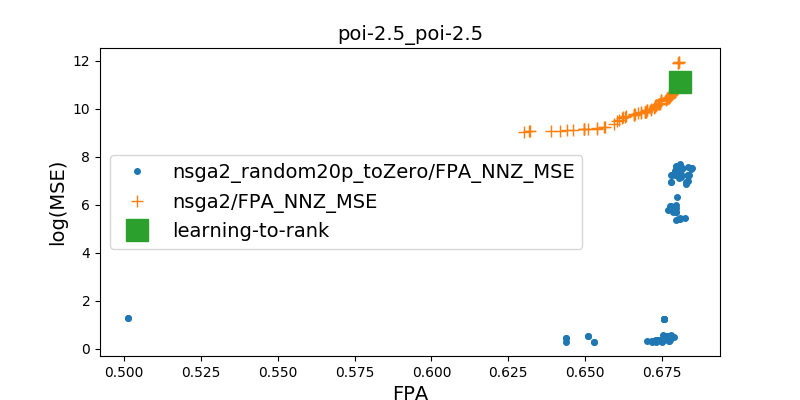 poi-2.5_poi-2.5
log(MSE)
12
10
8
6
4
2
0
nsga2_random20p_toZero/FPA_NNZ_MSE
nsga2/FPA_NNZ_MSE
learning-to-rank
0.500 0.525 0.550 0.575 0.600 0.625 0.650 0.675
FPA